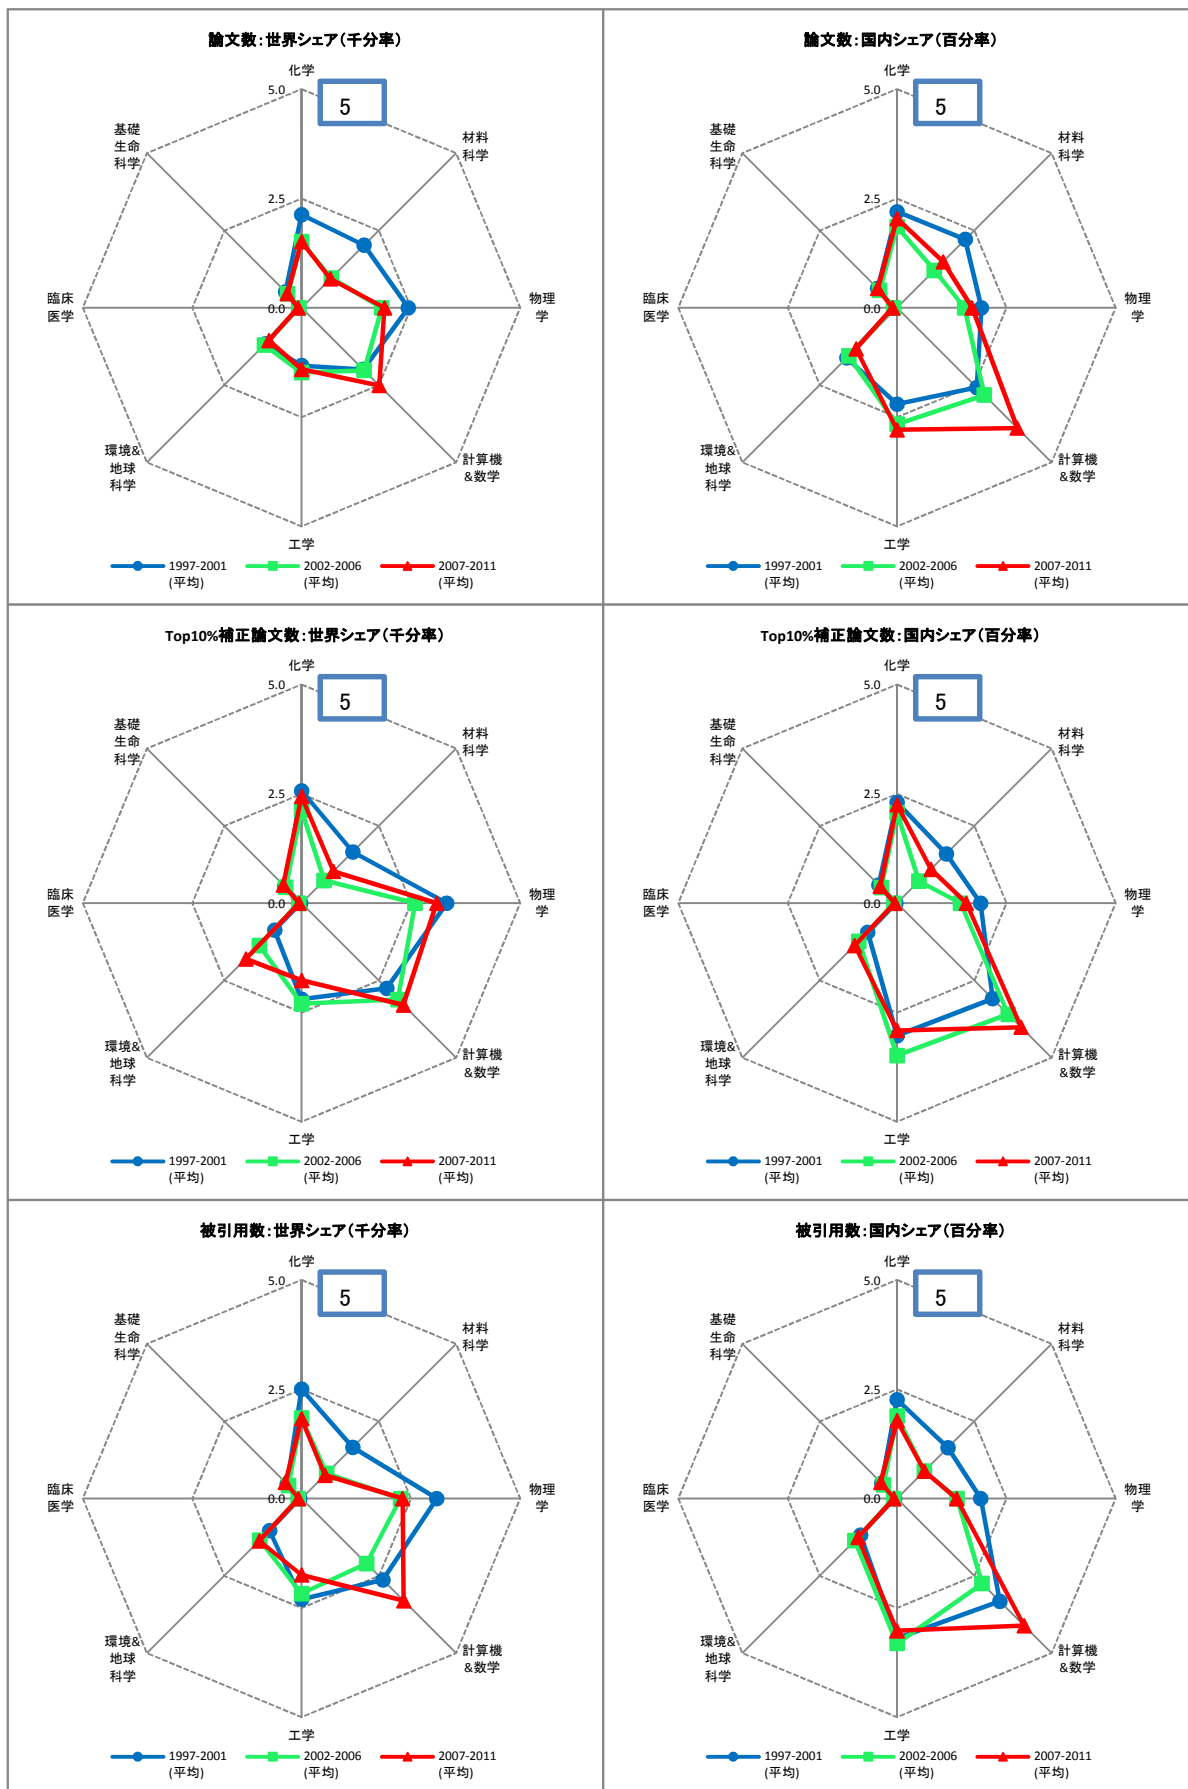 論文数：世界シェア（千分率）
化学
5.0
5
基礎
生命
科学
材料
科学
2.5
臨床
医学
0.0
物理
学
環境&
地球
科学
計算機
&数学
工学
1997-2001
(平均)
2002-2006
(平均)
2007-2011
(平均)
論文数：国内シェア（百分率）
化学
5.0
5
基礎
生命
科学
材料
科学
2.5
臨床
医学
0.0
物理
学
環境&
地球
科学
計算機
&数学
工学
1997-2001
(平均)
2002-2006
(平均)
2007-2011
(平均)
Top10%補正論文数：世界シェア（千分率）
化学
5.0
5
基礎
生命
科学
材料
科学
2.5
臨床
医学
0.0
物理
学
環境&
地球
科学
計算機
&数学
工学
1997-2001
(平均)
2002-2006
(平均)
2007-2011
(平均)
Top10%補正論文数：国内シェア（百分率）
化学
5.0
5
基礎
生命
科学
材料
科学
2.5
臨床
医学
0.0
物理
学
環境&
地球
科学
計算機
&数学
工学
1997-2001
(平均)
2002-2006
(平均)
2007-2011
(平均)
被引用数：世界シェア（千分率）
化学
5.0
5
基礎
生命
科学
材料
科学
2.5
臨床
医学
0.0
物理
学
環境&
地球
科学
計算機
&数学
工学
1997-2001
(平均)
2002-2006
(平均)
2007-2011
(平均)
被引用数：国内シェア（百分率）
化学
5.0
5
基礎
生命
科学
材料
科学
2.5
臨床
医学
0.0
物理
学
環境&
地球
科学
計算機
&数学
工学
1997-2001
(平均)
2002-2006
(平均)
2007-2011
(平均)